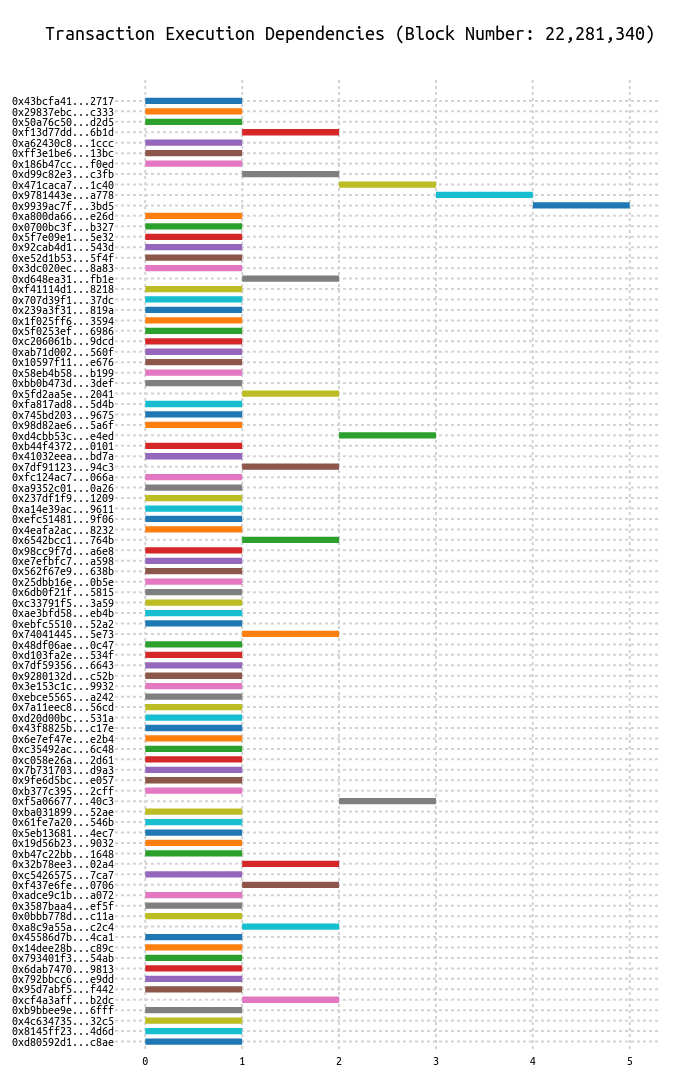 Transaction Execution Dependencies (Block Number: 22,281,340)
0x43bcfa41...2717
0x29837ebc...c333
0x50a76c50...d2d5
0xf13d77dd...6b1d
0xa62430c8...1ccc
0xff3e1be6...13bc
0x186b47cc...f0ed
0xd99c82e3...c3fb
0x471caca7...1c40
0x9781443e...a778
0x9939ac7f...3bd5
0xa800da66...e26d
0x0700bc3f...b327
0x5f7e09e1...5e32
0x92cab4d1...543d
0xe52d1b53...5f4f
0x3dc020ec...8a83
0xd648ea31...fb1e
0xf41114d1...8218
0x707d39f1...37dc
0x239a3f31...819a
0x1f025ff6...3594
0x5f0253ef...6986
0xc206061b...9dcd
0xab71d002...560f
0x10597f11...e676
0x58eb4b58...b199
0xbb0b473d...3def
0x5fd2aa5e...2041
0xfa817ad8...5d4b
0x745bd203...9675
0x98d82ae6...5a6f
0xd4cbb53c...e4ed
0xb44f4372...0101
0x41032eea...bd7a
0x7df91123...94c3
0xfc124ac7...066a
0xa9352c01...0a26
0x237df1f9...1209
0xa14e39ac...9611
0xefc51481...9f06
0x4eafa2ac...8232
0x6542bcc1...764b
0x98cc9f7d...a6e8
0xe7efbfc7...a598
0x562f67e9...638b
0x25dbb16e...0b5e
0x6db0f21f...5815
0xc33791f5...3a59
0xae3bfd58...eb4b
0xebfc5510...52a2
0x74041445...5e73
0x48df06ae...0c47
0xd103fa2e...534f
0x7df59356...6643
0x9280132d...c52b
0x3e153c1c...9932
0xebce5565...a242
0x7a11eec8...56cd
0xd20d00bc...531a
0x43f8825b...c17e
0x6e7ef47e...e2b4
0xc35492ac...6c48
0xc058e26a...2d61
0x7b731703...d9a3
0x9fe6d5bc...e057
0xb377c395...2cff
0xf5a06677...40c3
0xba031899...52ae
0x61fe7a20...546b
0x5eb13681...4ec7
0x19d56b23...9032
0xb47c22bb...1648
0x32b78ee3...02a4
0xc5426575...7ca7
0xf437e6fe...0706
0xadce9c1b...a072
0x3587baa4...ef5f
0x0bbb778d...c11a
0xa8c9a55a...c2c4
0x45586d7b...4ca1
0x14dee28b...c89c
0x793401f3...54ab
0x6dab7470...9813
0x792bbcc6...e9dd
0x95d7abf5...f442
0xcf4a3aff...b2dc
0xb9bbee9e...6fff
0x4c634735...32c5
0x8145ff23...4d6d
0xd80592d1...c8ae
0 1 2 3 4 5